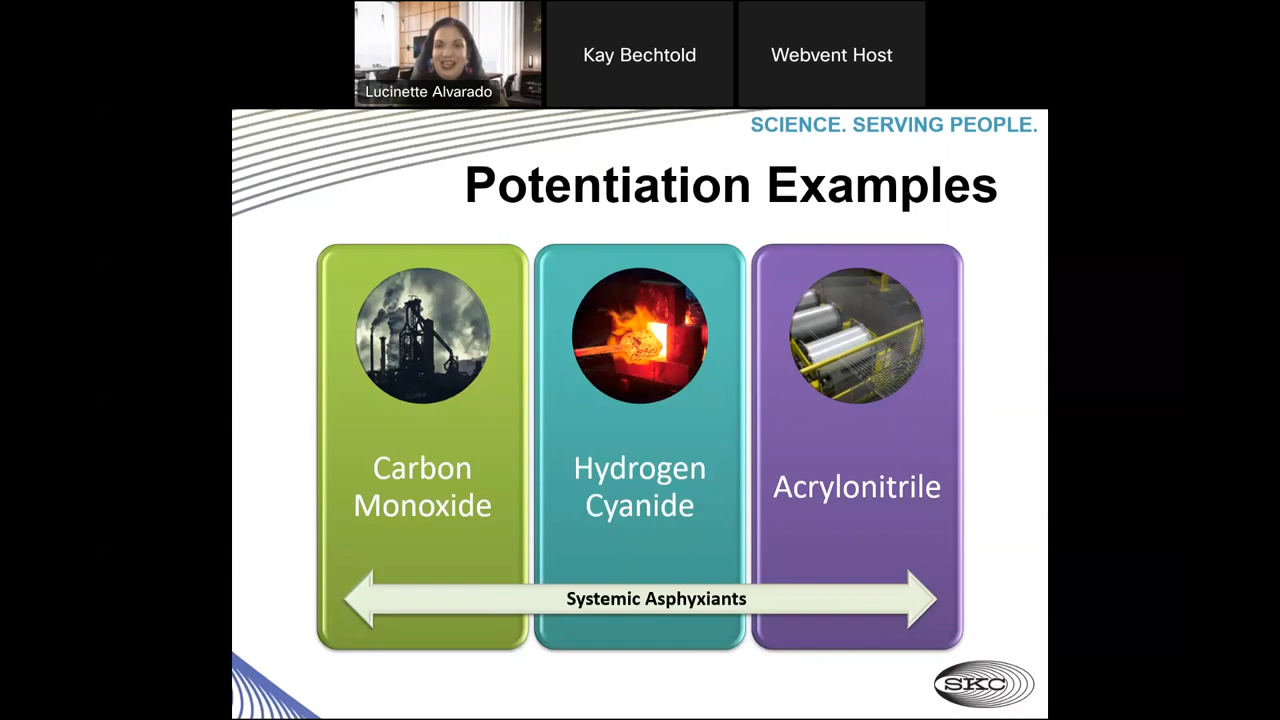 Lucinette Alvarado
Kay Bechtold
Webvent Host
SCIENCE. SERVING PEOPLE.
Potentiation Examples
Carbon
Monoxide
Hydrogen
Cyanide
Acrylonitrile
Systemic Asphyxiants
SKC